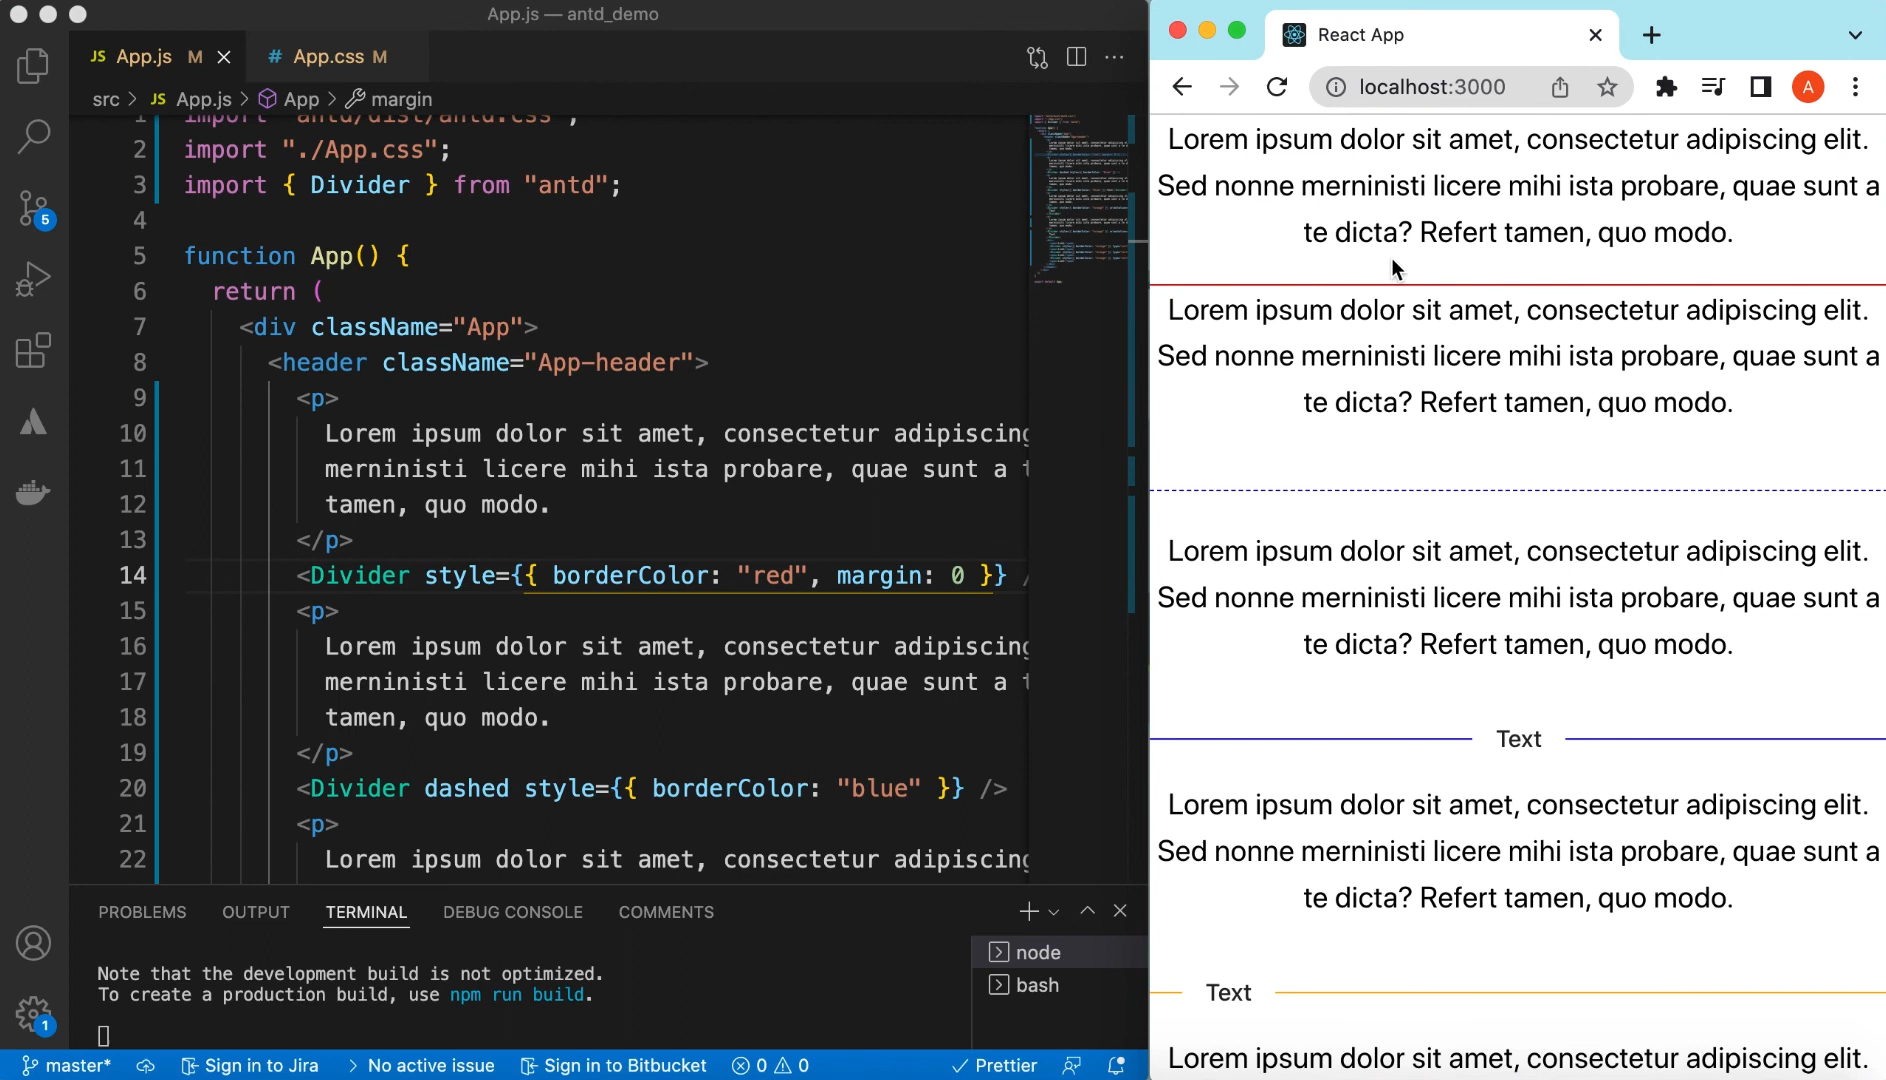 App.js — antd_demo
JS App.js M
# App.css M
src > JS App.js > App > margin
1 import "antd/dist/antd.css";
2 import "./App.css";
3 import { Divider } from "antd";
4
5 function App() {
6 return (
7 <div className="App">
8 <header className="App-header">
9 <p>
10 Lorem ipsum dolor sit amet, consectetur adipiscing
11 merninisti licere mihi ista probare, quae sunt a t
12 tamen, quo modo.
13 </p>
14 <Divider style={{ borderColor: "red", margin: 0 }} /
15 <p>
16 Lorem ipsum dolor sit amet, consectetur adipiscing
17 merninisti licere mihi ista probare, quae sunt a t
18 tamen, quo modo.
19 </p>
20 <Divider dashed style={{ borderColor: "blue" }} />
21 <p>
22 Lorem ipsum dolor sit amet, consectetur adipiscing
5
1
PROBLEMS OUTPUT TERMINAL DEBUG CONSOLE COMMENTS
Note that the development build is not optimized.
To create a production build, use npm run build.
node
bash
master* Sign in to Jira > No active issue Sign in to Bitbucket 0 0 Prettier
React App
localhost:3000
A
Lorem ipsum dolor sit amet, consectetur adipiscing elit.
Sed nonne merninisti licere mihi ista probare, quae sunt a
te dicta? Refert tamen, quo modo.
Lorem ipsum dolor sit amet, consectetur adipiscing elit.
Sed nonne merninisti licere mihi ista probare, quae sunt a
te dicta? Refert tamen, quo modo.
Lorem ipsum dolor sit amet, consectetur adipiscing elit.
Sed nonne merninisti licere mihi ista probare, quae sunt a
te dicta? Refert tamen, quo modo.
Text
Lorem ipsum dolor sit amet, consectetur adipiscing elit.
Sed nonne merninisti licere mihi ista probare, quae sunt a
te dicta? Refert tamen, quo modo.
Text
Lorem ipsum dolor sit amet, consectetur adipiscing elit.